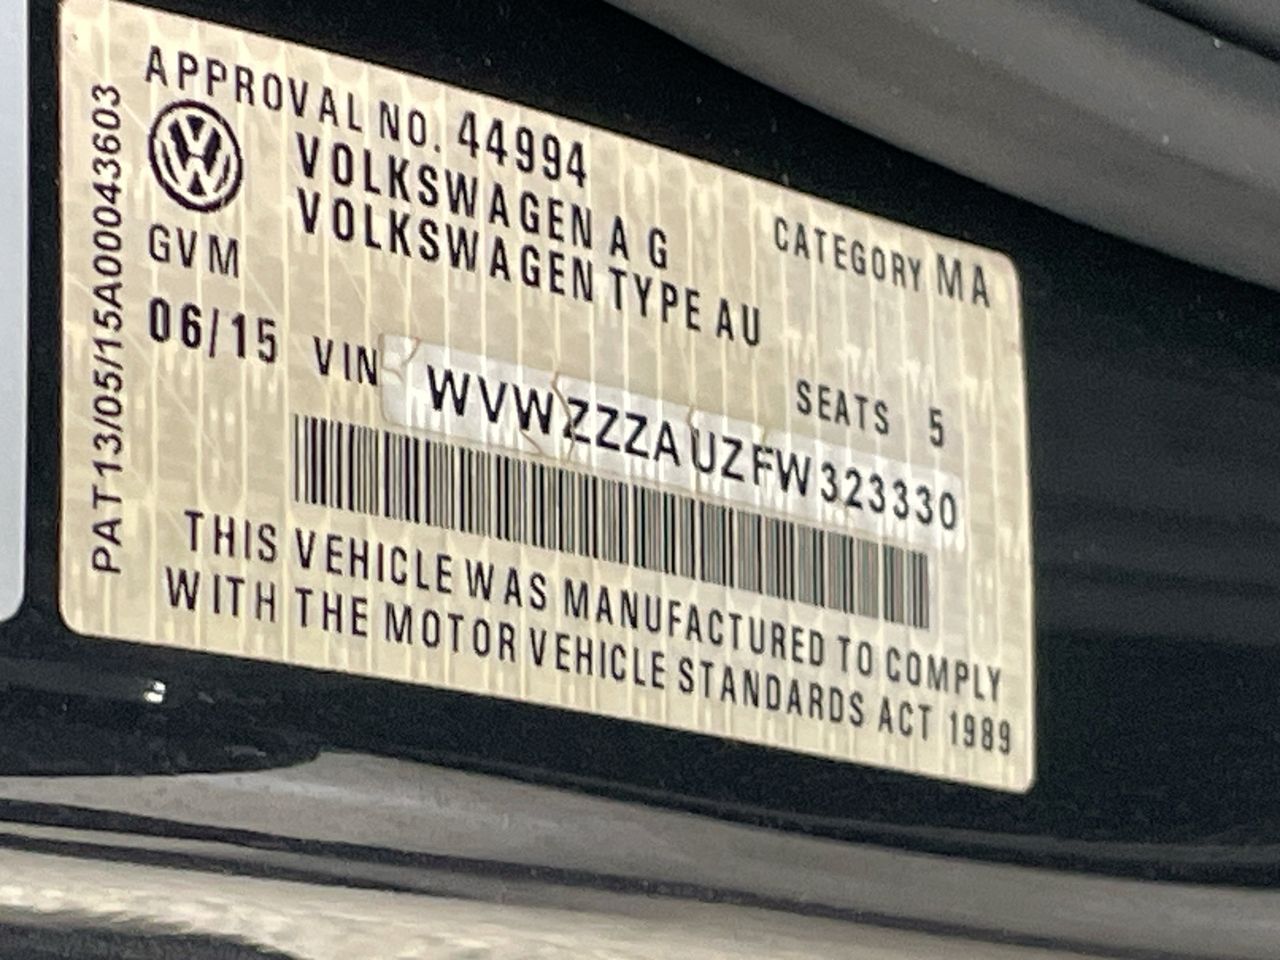 APPROVAL NO. 44994
VOLKSWAGEN A G
VOLKSWAGEN TYPE AU
CATEGORY MA
GVM
06/15
VIN WVWZZZAUZFW323330
SEATS 5
THIS VEHICLE WAS MANUFACTURED TO COMPLY
WITH THE MOTOR VEHICLE STANDARDS ACT 1989
PAT13/05/15A00043603